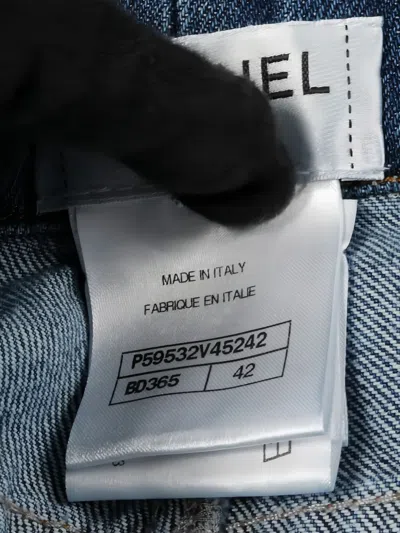 NEL
MADE IN ITALY
FABRIQUE EN ITALIE
P59532V45242
BD365 42